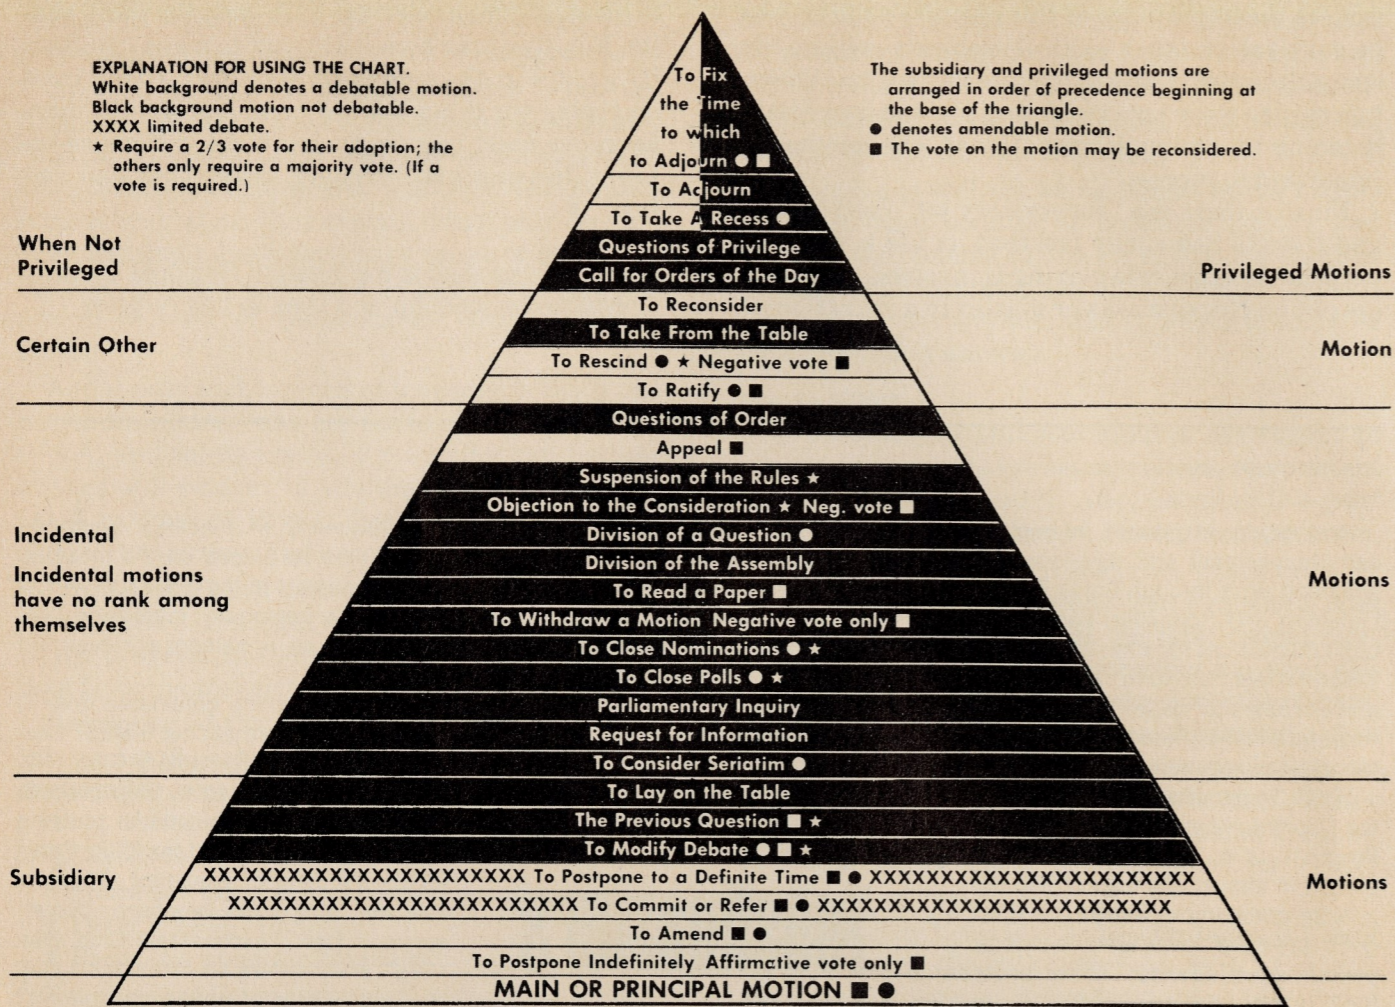 EXPLANATION FOR USING THE CHART.
White background denotes a debatable motion.
Black background motion not debatable.
XXXX limited debate.
★ Require a 2/3 vote for their adoption; the
others only require a majority vote. (If a
vote is required.)
The subsidiary and privileged motions are
arranged in order of precedence beginning at
the base of the triangle.
● denotes amendable motion.
■ The vote on the motion may be reconsidered.
When Not
Privileged
Privileged Motions
To Fix
the Time
to which
to Adjourn ● ■
To Adjourn
To Take A Recess ●
Questions of Privilege
Call for Orders of the Day
Certain Other
Motion
To Reconsider
To Take From the Table
To Rescind ● ★ Negative vote ■
To Ratify ● ■
Incidental
Incidental motions
have no rank among
themselves
Motions
Questions of Order
Appeal ■
Suspension of the Rules ★
Objection to the Consideration ★ Neg. vote ■
Division of a Question ●
Division of the Assembly
To Read a Paper ■
To Withdraw a Motion Negative vote only ■
To Close Nominations ● ★
To Close Polls ● ★
Parliamentary Inquiry
Request for Information
To Consider Seriatim ●
Subsidiary
Motions
To Lay on the Table
The Previous Question ■ ★
To Modify Debate ● ■ ★
XXXXXXXXXXXXXXXXXXXXXXX To Postpone to a Definite Time ■ ● XXXXXXXXXXXXXXXXXXXXXXX
XXXXXXXXXXXXXXXXXXXXXXXXX To Commit or Refer ■ ● XXXXXXXXXXXXXXXXXXXXXXXXX
To Amend ■ ●
To Postpone Indefinitely Affirmative vote only ■
MAIN OR PRINCIPAL MOTION ■ ●